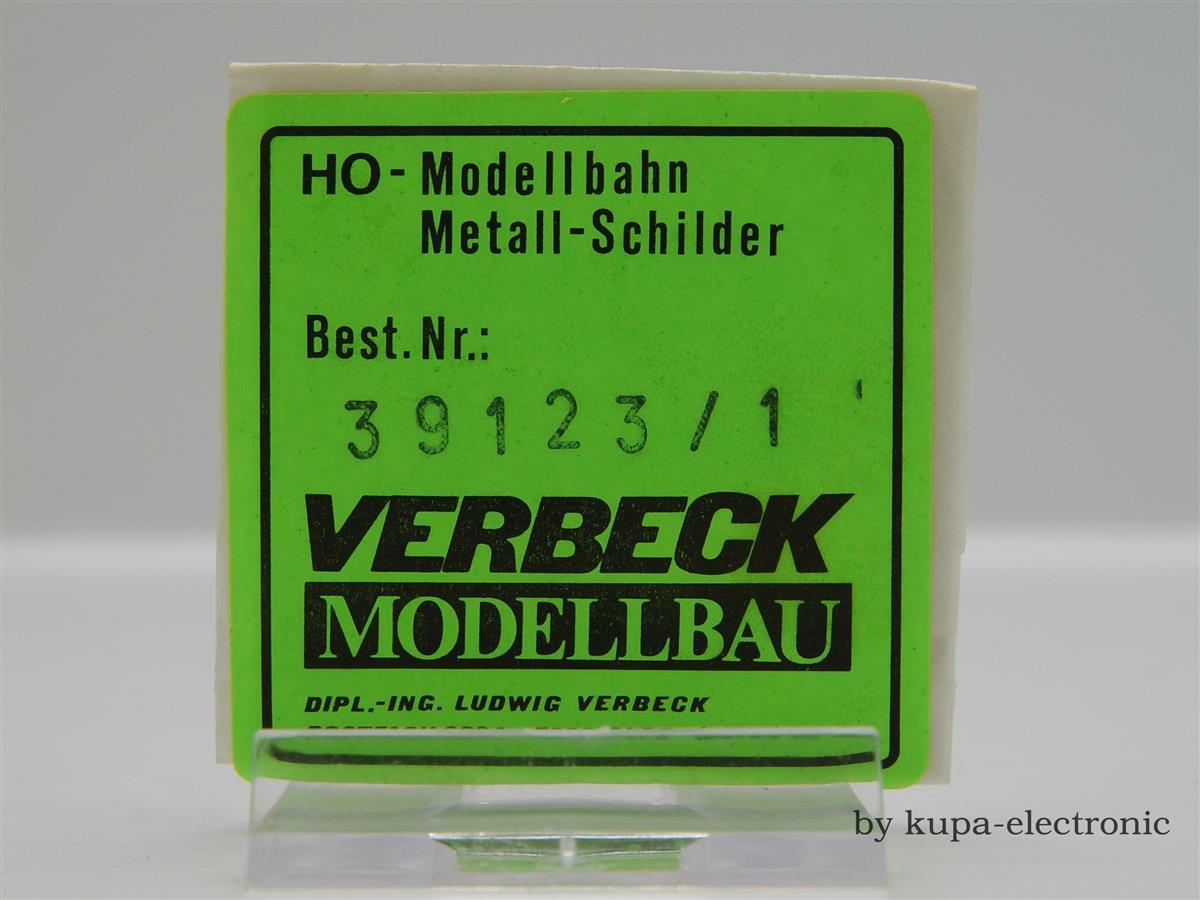 HO-Modellbahn
Metall-Schilder
Best. Nr.:
39123/1
VERBECK
MODELLBAU
DIPL.-ING. LUDWIG VERBECK
by kupa-electronic